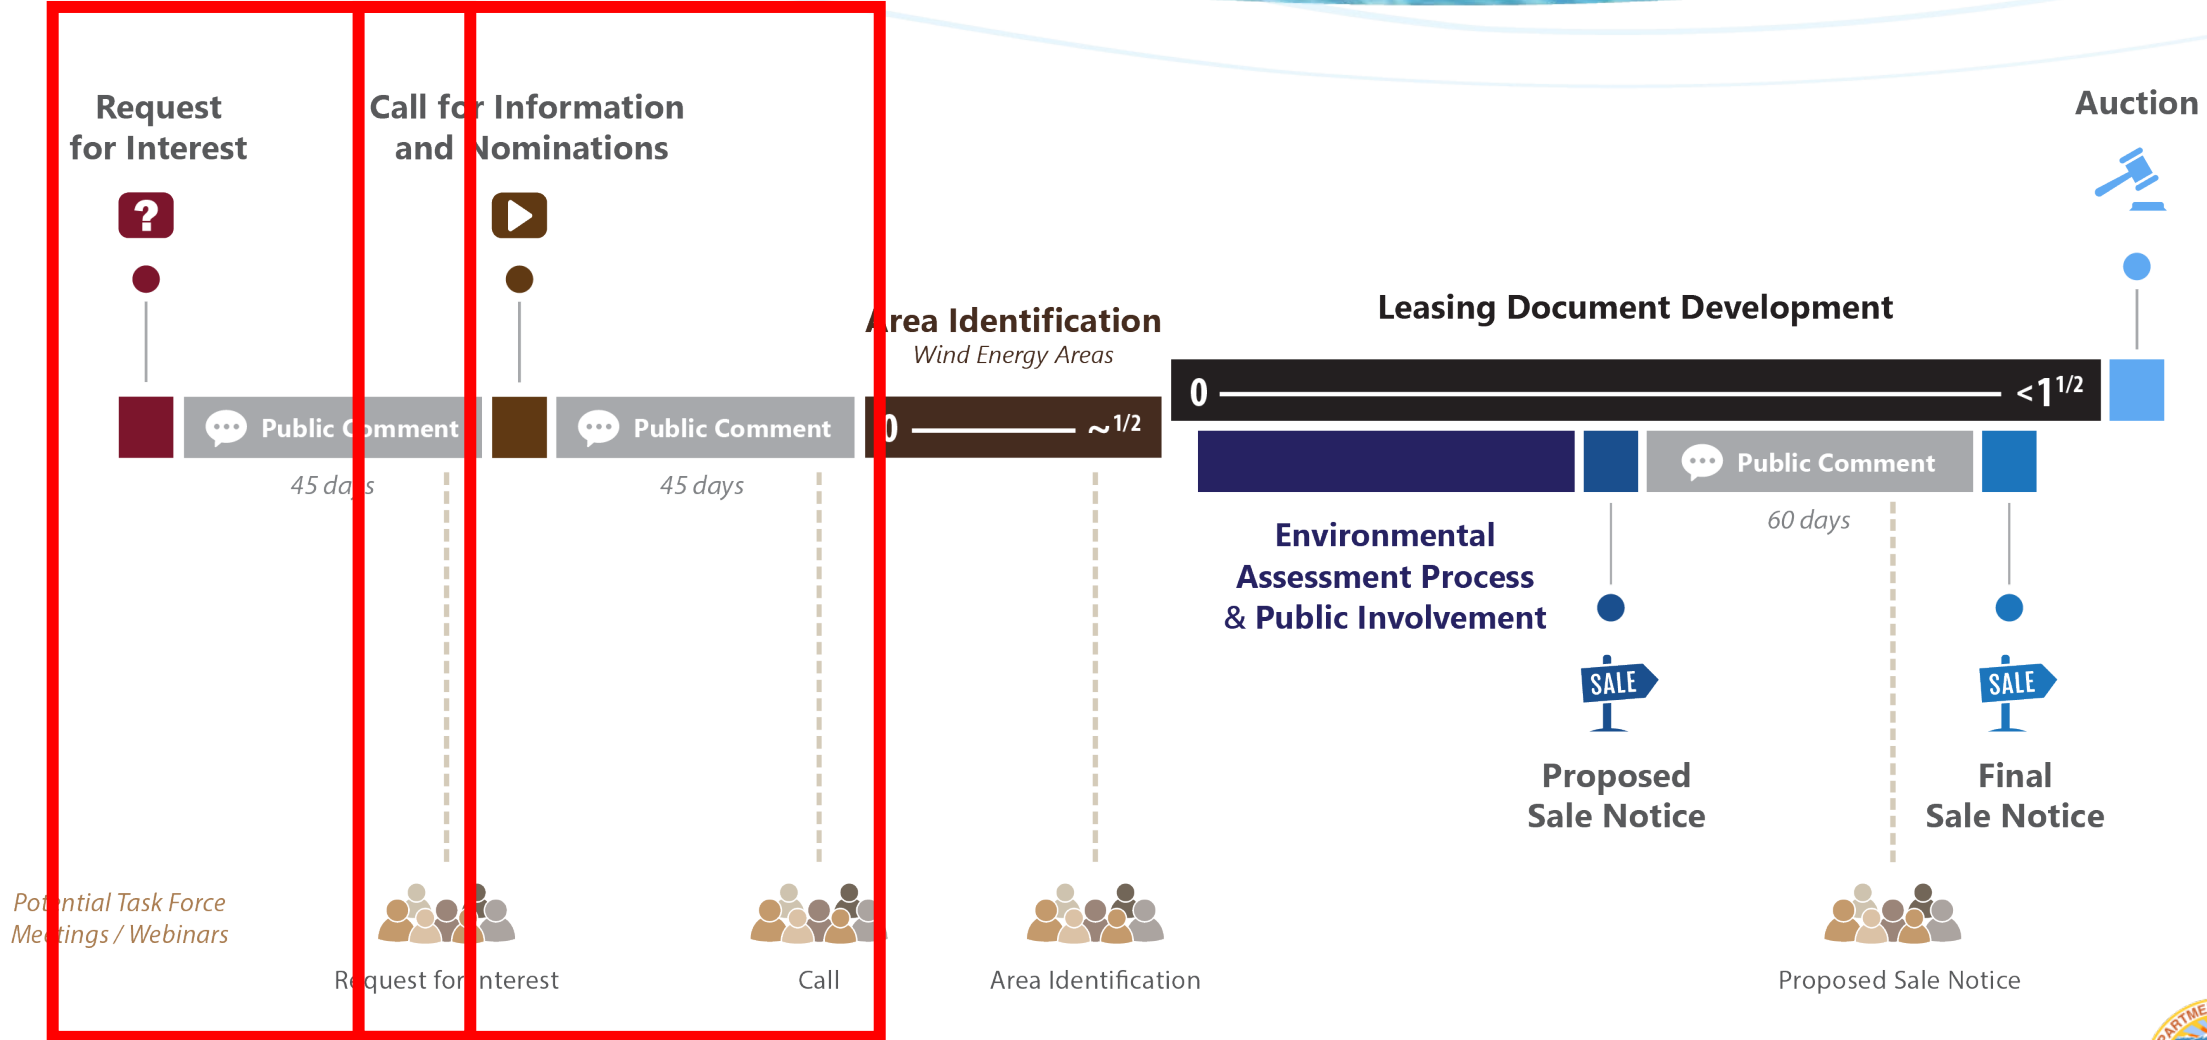 Request
for Interest
Call for Information
and Nominations
Auction
Area Identification
Wind Energy Areas
Leasing Document Development
Public Comment
Public Comment
0 ~1/2
0 <1 1/2
45 days
45 days
Public Comment
60 days
Environmental
Assessment Process
& Public Involvement
SALE
SALE
Proposed
Sale Notice
Final
Sale Notice
Potential Task Force
Meetings / Webinars
Request for Interest
Call
Area Identification
Proposed Sale Notice